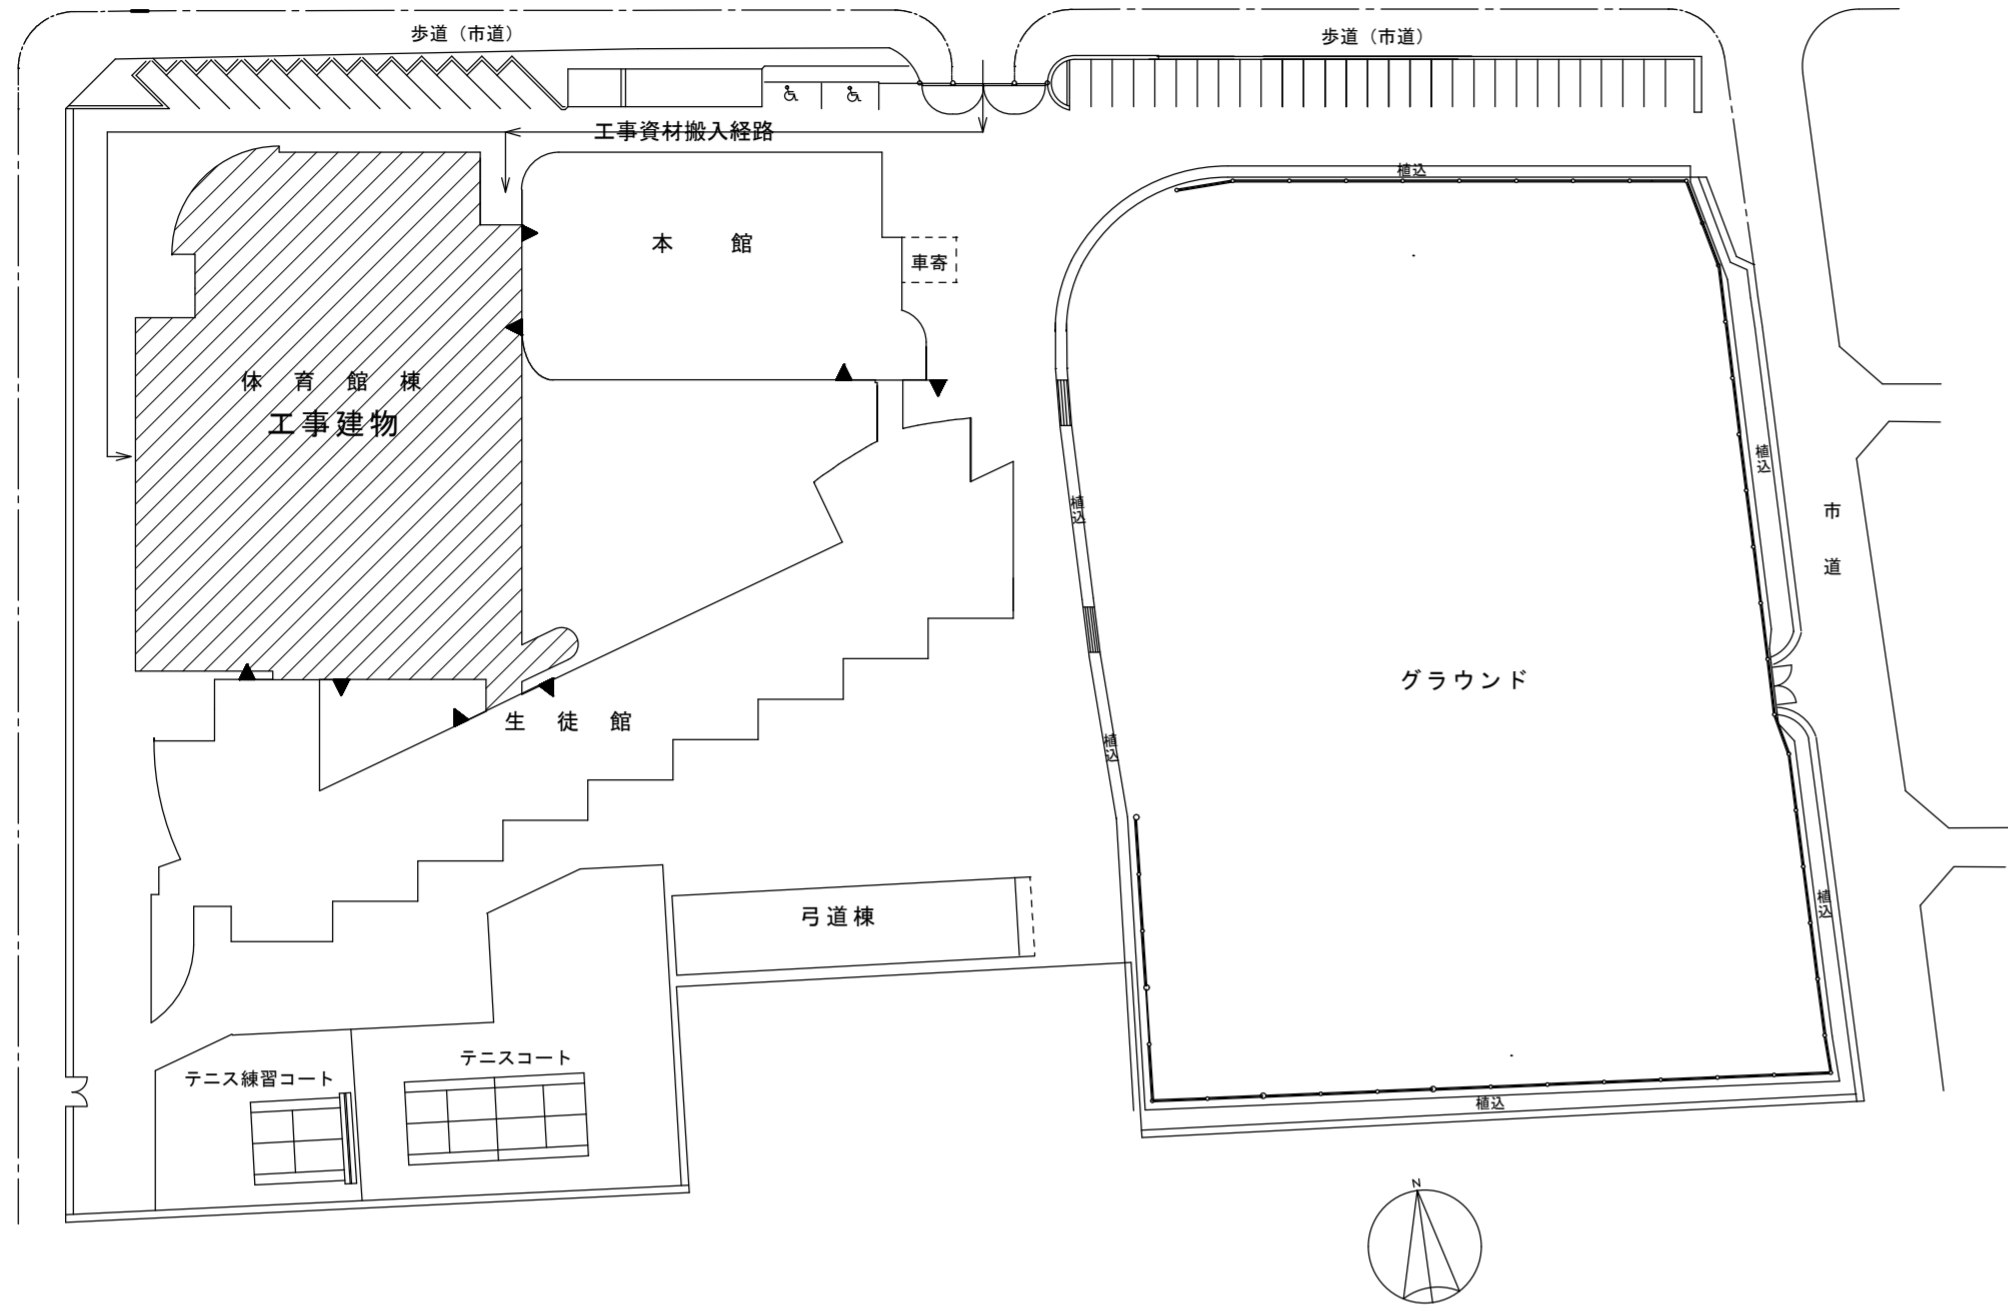 歩道（市道）
歩道（市道）
工事資材搬入経路
植込
本館
車寄
体育館棟
工事建物
植込
植込
市道
グラウンド
生徒館
植込
植込
弓道棟
テニスコート
テニス練習コート
植込
N